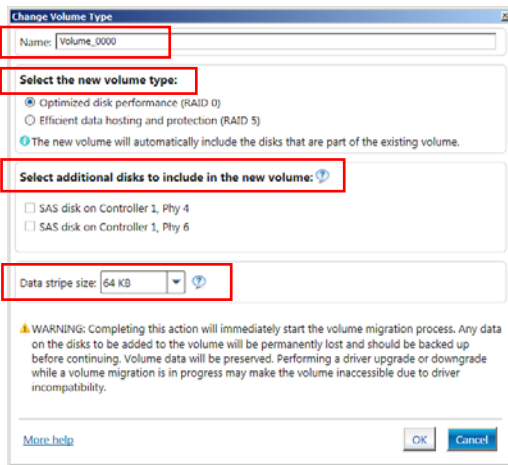 Change Volume Type
Name: Volume_0000
Select the new volume type:
Optimized disk performance (RAID 0)
Efficient data hosting and protection (RAID 5)
The new volume will automatically include the disks that are part of the existing volume.
Select additional disks to include in the new volume:
SAS disk on Controller 1, Phy 4
SAS disk on Controller 1, Phy 6
Data stripe size: 64 KB
WARNING: Completing this action will immediately start the volume migration process. Any data
on the disks to be added to the volume will be permanently lost and should be backed up
before continuing. Volume data will be preserved. Performing a driver upgrade or downgrade
while a volume migration is in progress may make the volume inaccessible due to driver
incompatibility.
More help
OK
Cancel